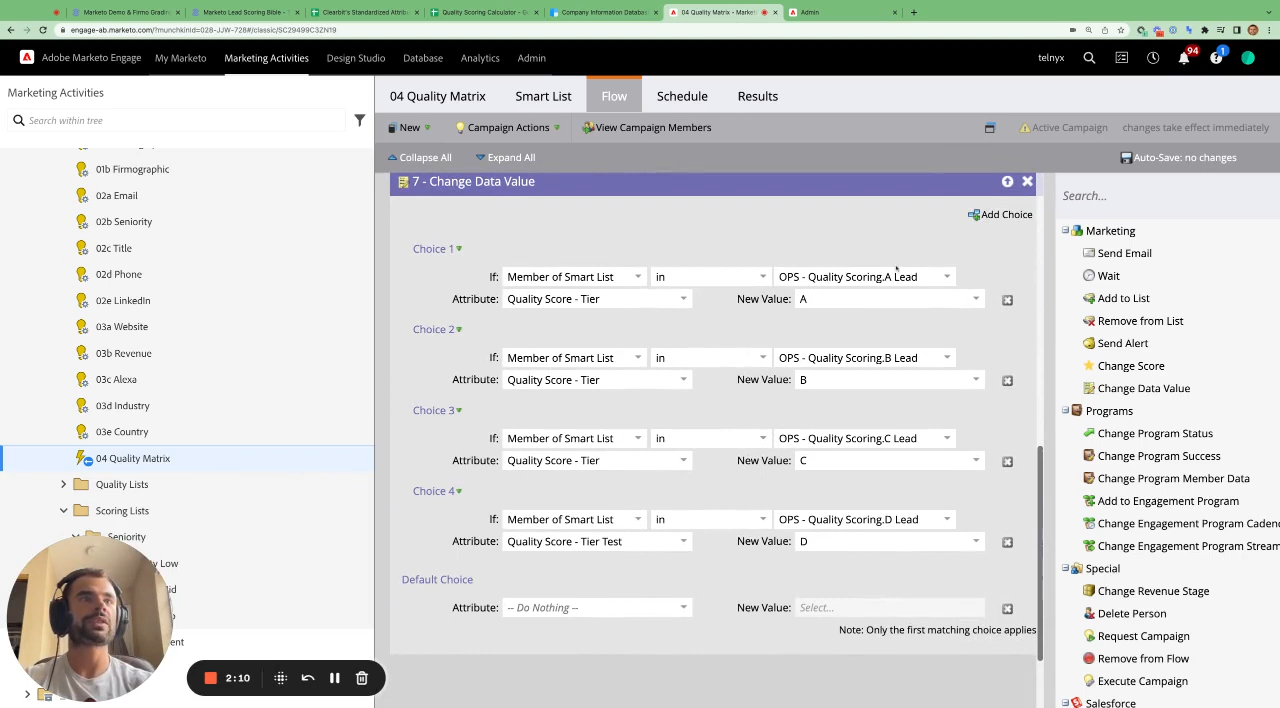 Marketo Demo & Firmo Gradin
Marketo Lead Scoring Bible - T
Clearbit's Standardized Attribut
Quality Scoring Calculator - Go
Company Information Databas
04 Quality Matrix - Market
Admin
engage-ab.marketo.com/?munchkinId=028-JJW-728#/classic/SC29499C3ZN19
Adobe Marketo Engage
My Marketo
Marketing Activities
Design Studio
Database
Analytics
Admin
telnyx
94
1
Marketing Activities
Search within tree
01b Firmographic
02a Email
02b Seniority
02c Title
02d Phone
02e LinkedIn
03a Website
03b Revenue
03c Alexa
03d Industry
03e Country
04 Quality Matrix
Quality Lists
Scoring Lists
Seniority
Low
2:10
04 Quality Matrix
Smart List
Flow
Schedule
Results
New
Campaign Actions
View Campaign Members
Active Campaign
changes take effect immediately
Collapse All
Expand All
Auto-Save: no changes
7 - Change Data Value
Add Choice
Choice 1
If: Member of Smart List in OPS - Quality Scoring.A Lead
Attribute: Quality Score - Tier New Value: A
Choice 2
If: Member of Smart List in OPS - Quality Scoring.B Lead
Attribute: Quality Score - Tier New Value: B
Choice 3
If: Member of Smart List in OPS - Quality Scoring.C Lead
Attribute: Quality Score - Tier New Value: C
Choice 4
If: Member of Smart List in OPS - Quality Scoring.D Lead
Attribute: Quality Score - Tier Test New Value: D
Default Choice
Attribute: -- Do Nothing -- New Value: Select...
Note: Only the first matching choice applies
Search...
Marketing
Send Email
Wait
Add to List
Remove from List
Send Alert
Change Score
Change Data Value
Programs
Change Program Status
Change Program Success
Change Program Member Data
Add to Engagement Program
Change Engagement Program Cadenc
Change Engagement Program Stream
Special
Change Revenue Stage
Delete Person
Request Campaign
Remove from Flow
Execute Campaign
Salesforce